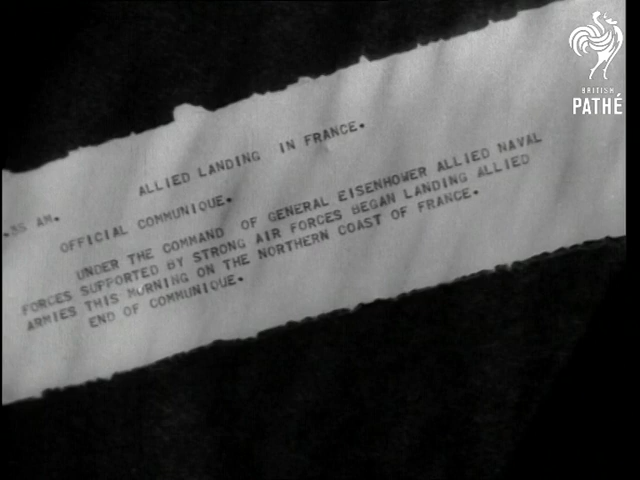 ALLIED LANDING IN FRANCE.
AM.
OFFICIAL COMMUNIQUE.
UNDER THE COMMAND OF GENERAL EISENHOWER ALLIED NAVAL
FORCES SUPPORTED BY STRONG AIR FORCES BEGAN LANDING ALLIED
ARMIES THIS MORNING ON THE NORTHERN COAST OF FRANCE.
END OF COMMUNIQUE.
BRITISH
PATHÉ